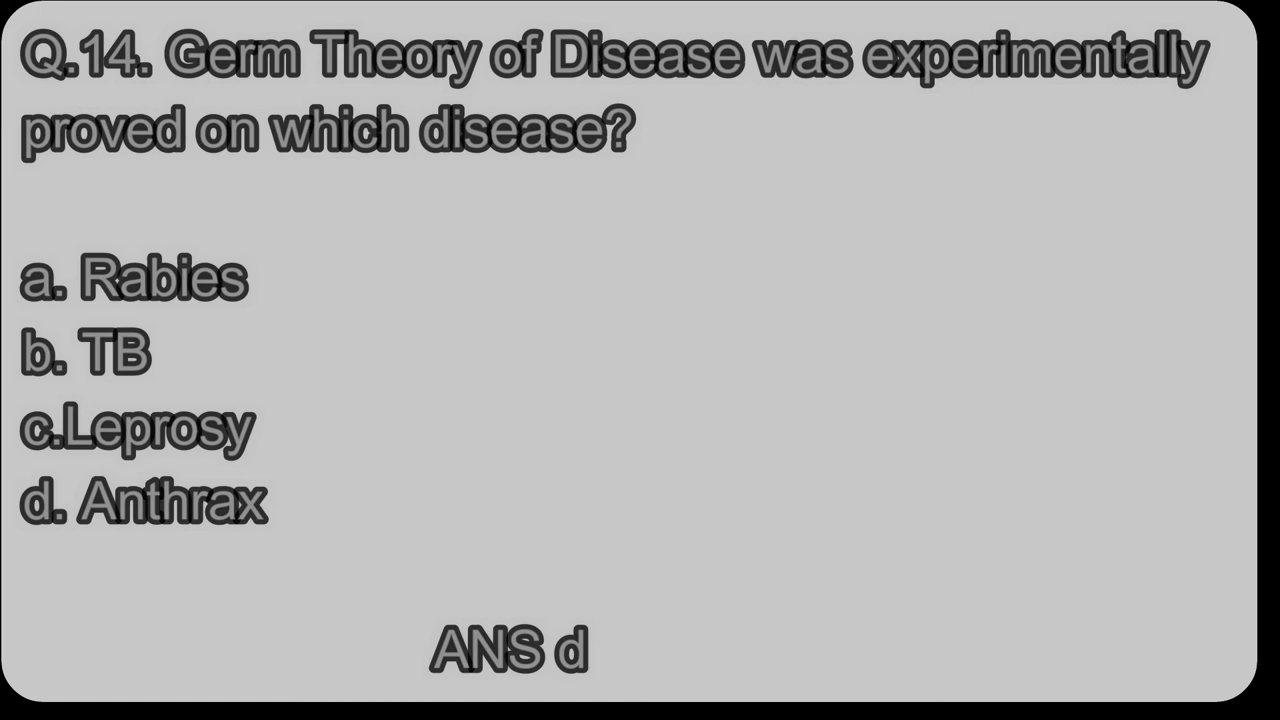 Q.14. Germ Theory of Disease was experimentally
proved on which disease?
a. Rabies
b. TB
c.Leprosy
d. Anthrax
ANS d